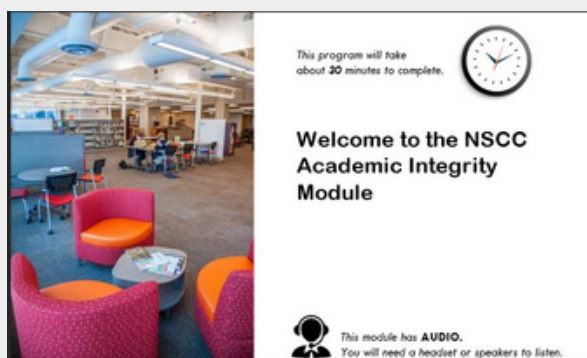 This program will take
about 20 minutes to complete.
Welcome to the NSCC
Academic Integrity
Module
This module has AUDIO.
You will need a headset or speakers to listen.